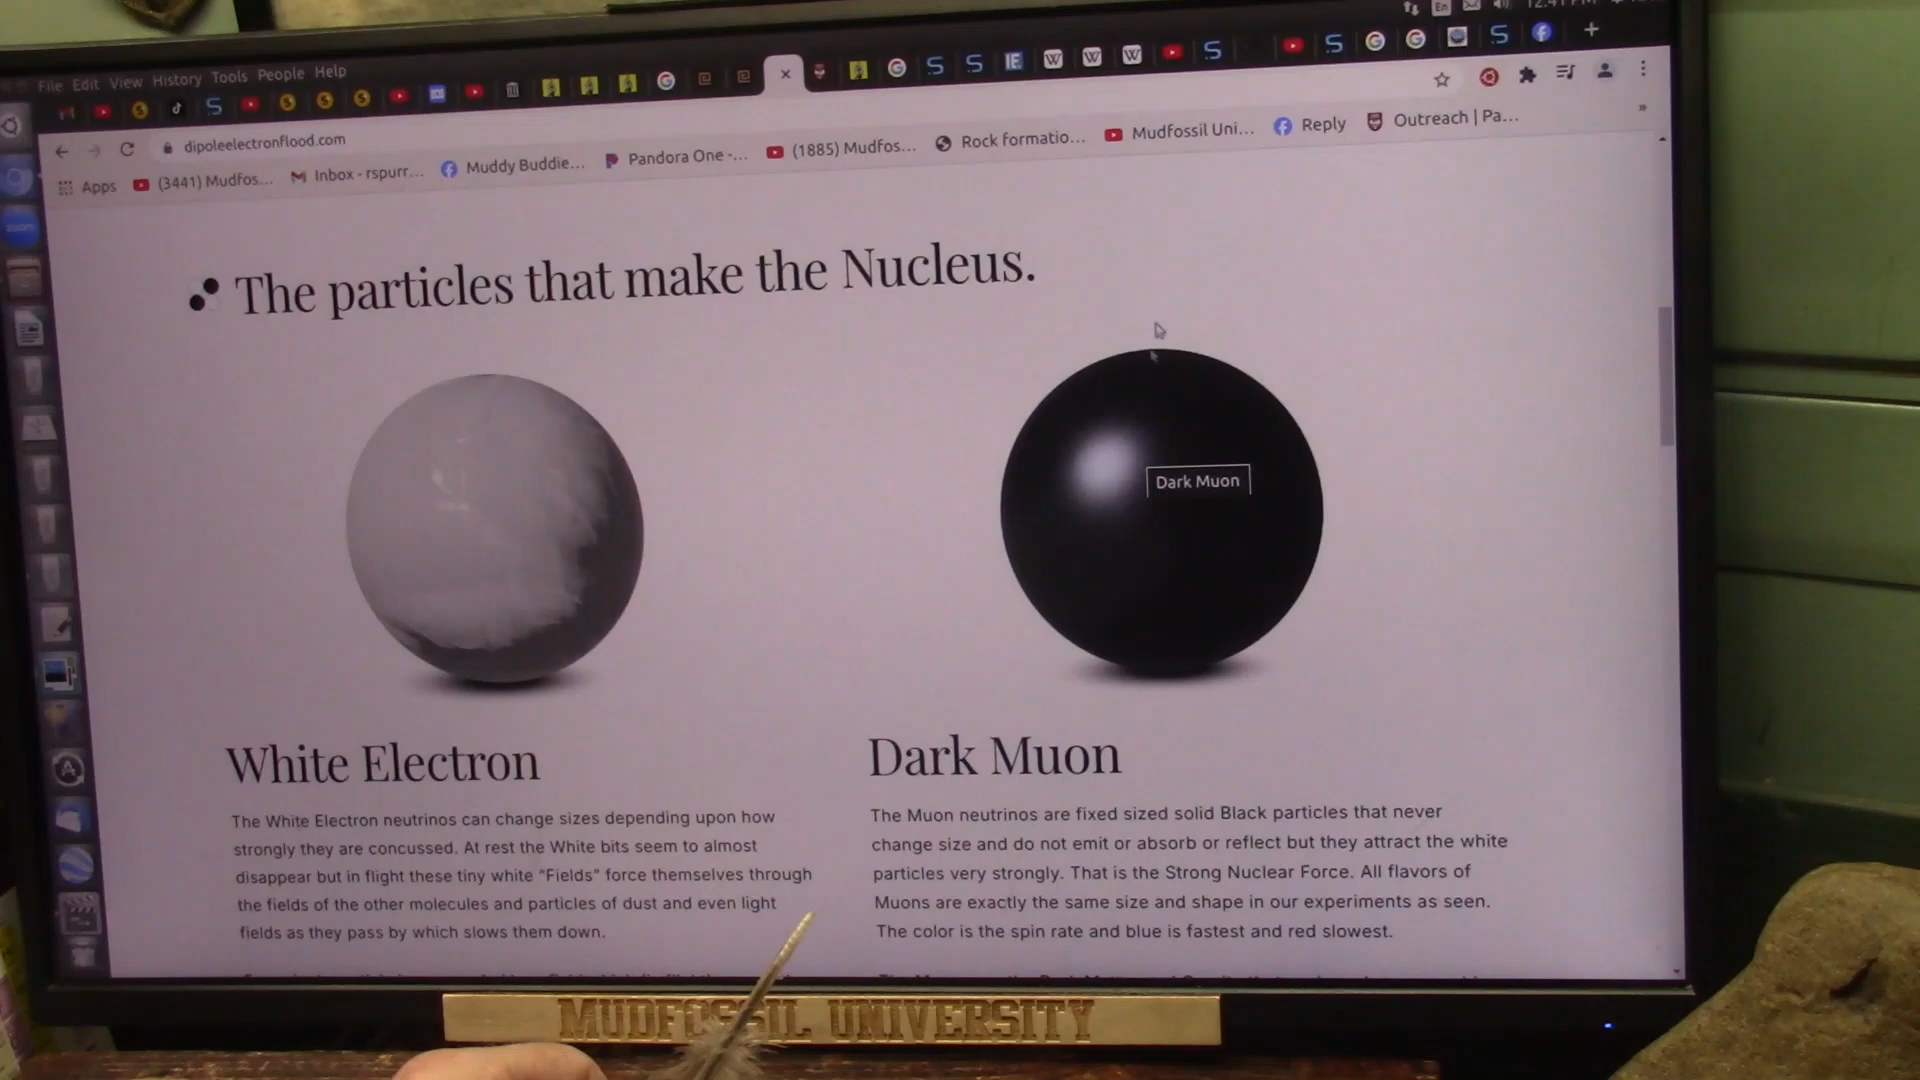 12:41 PM
En
File Edit View History Tools People Help
dipoleelectronflood.com
Apps (3441) Mudfos... Inbox - rspurr... Muddy Buddie... Pandora One -... (1885) Mudfos... Rock formatio... Mudfossil Uni... Reply Outreach | Pa...
zoom
The particles that make the Nucleus.
Dark Muon
White Electron
The White Electron neutrinos can change sizes depending upon how
strongly they are concussed. At rest the White bits seem to almost
disappear but in flight these tiny white “Fields” force themselves through
the fields of the other molecules and particles of dust and even light
fields as they pass by which slows them down.
Dark Muon
The Muon neutrinos are fixed sized solid Black particles that never
change size and do not emit or absorb or reflect but they attract the white
particles very strongly. That is the Strong Nuclear Force. All flavors of
Muons are exactly the same size and shape in our experiments as seen.
The color is the spin rate and blue is fastest and red slowest.
MUDFOSSIL UNIVERSITY